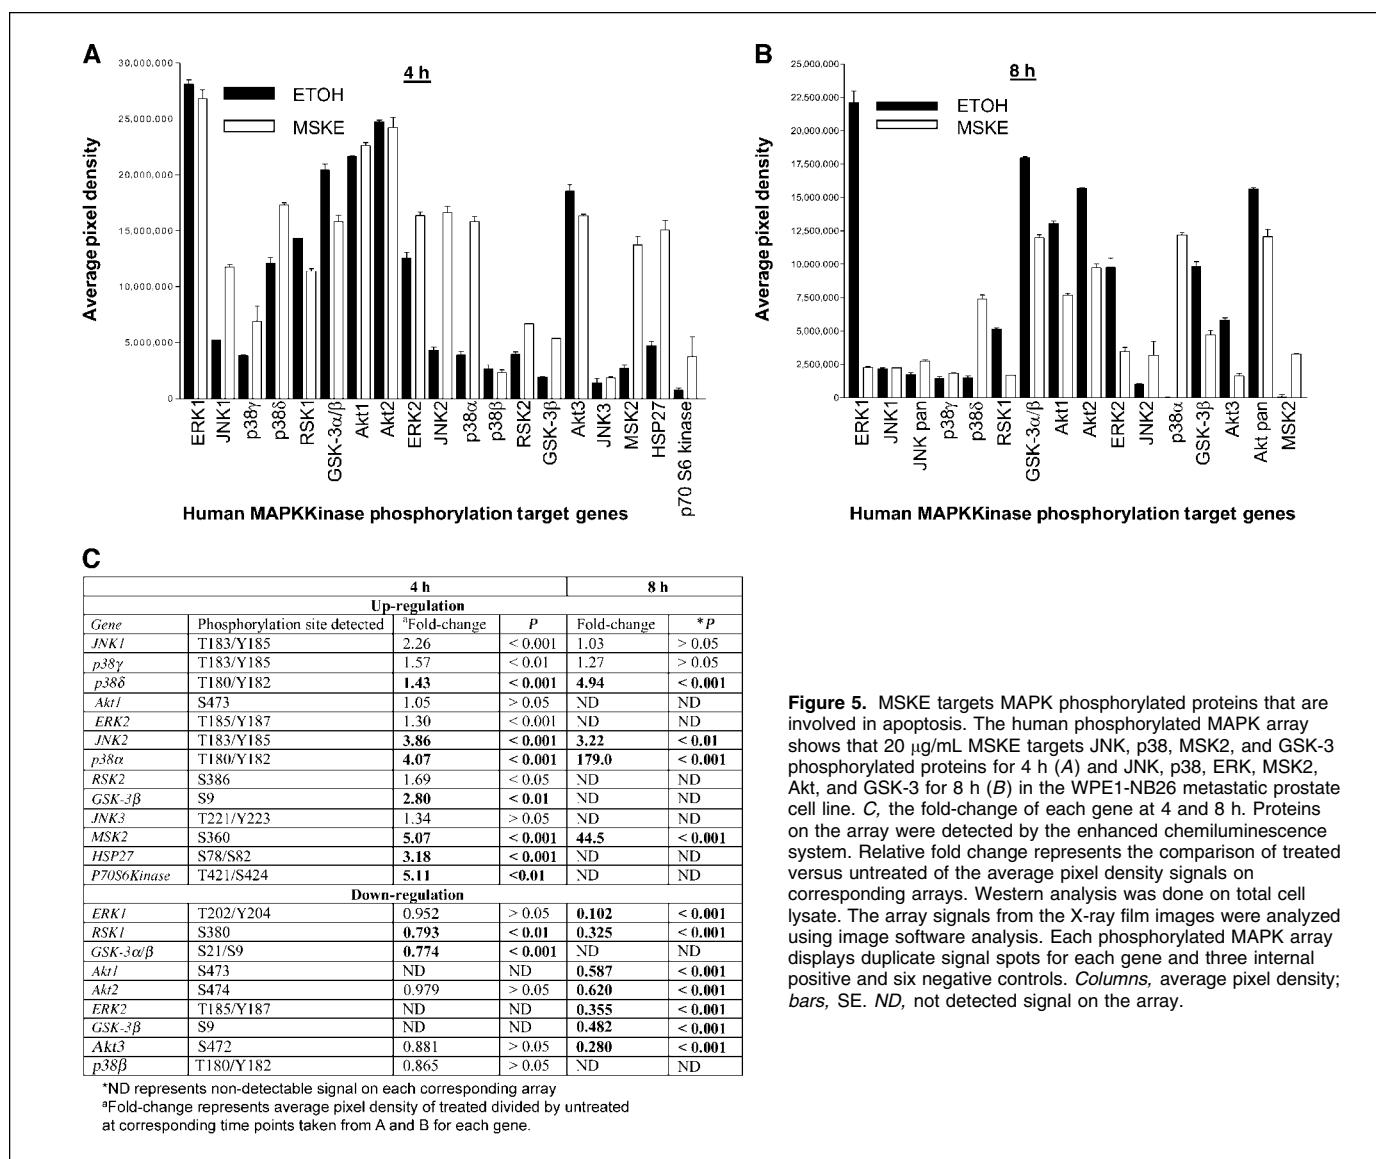 A
4 h
30,000,000
25,000,000
20,000,000
15,000,000
10,000,000
5,000,000
0
Average pixel density
ETOH
MSKE
ERK1
JNK1
p38γ
p38δ
RSK1
GSK-3α/β
Akt1
Akt2
ERK2
JNK2
p38α
p38β
RSK2
GSK-3β
Akt3
JNK3
MSK2
HSP27
p70 S6 kinase
Human MAPKKinase phosphorylation target genes
B
8 h
25,000,000
22,500,000
20,000,000
17,500,000
15,000,000
12,500,000
10,000,000
7,500,000
5,000,000
2,500,000
0
Average pixel density
ETOH
MSKE
ERK1
JNK1
JNK pan
p38γ
p38δ
RSK1
GSK-3α/β
Akt1
Akt2
ERK2
JNK2
p38α
GSK-3β
Akt3
Akt pan
MSK2
Human MAPKKinase phosphorylation target genes
C
4 h 8 h
Up-regulation
Gene Phosphorylation site detected aFold-change P Fold-change *P
JNK1 T183/Y185 2.26 < 0.001 1.03 > 0.05
p38γ T183/Y185 1.57 < 0.01 1.27 > 0.05
p38δ T180/Y182 1.43 < 0.001 4.94 < 0.001
Akt1 S473 1.05 > 0.05 ND ND
ERK2 T185/Y187 1.30 < 0.001 ND ND
JNK2 T183/Y185 3.86 < 0.001 3.22 < 0.01
p38α T180/Y182 4.07 < 0.001 179.0 < 0.001
RSK2 S386 1.69 < 0.05 ND ND
GSK-3β S9 2.80 < 0.01 ND ND
JNK3 T221/Y223 1.34 > 0.05 ND ND
MSK2 S360 5.07 < 0.001 44.5 < 0.001
HSP27 S78/S82 3.18 < 0.001 ND ND
P70S6Kinase T421/S424 5.11 <0.01 ND ND
Down-regulation
ERK1 T202/Y204 0.952 > 0.05 0.102 < 0.001
RSK1 S380 0.793 < 0.01 0.325 < 0.001
GSK-3α/β S21/S9 0.774 < 0.001 ND ND
Akt1 S473 ND ND 0.587 < 0.001
Akt2 S474 0.979 > 0.05 0.620 < 0.001
ERK2 T185/Y187 ND ND 0.355 < 0.001
GSK-3β S9 ND ND 0.482 < 0.001
Akt3 S472 0.881 > 0.05 0.280 < 0.001
p38β T180/Y182 0.865 > 0.05 ND ND
*ND represents non-detectable signal on each corresponding array
aFold-change represents average pixel density of treated divided by untreated
at corresponding time points taken from A and B for each gene.
Figure 5. MSKE targets MAPK phosphorylated proteins that are
involved in apoptosis. The human phosphorylated MAPK array
shows that 20 μg/mL MSKE targets JNK, p38, MSK2, and GSK-3
phosphorylated proteins for 4 h (A) and JNK, p38, ERK, MSK2,
Akt, and GSK-3 for 8 h (B) in the WPE1-NB26 metastatic prostate
cell line. C, the fold-change of each gene at 4 and 8 h. Proteins
on the array were detected by the enhanced chemiluminescence
system. Relative fold change represents the comparison of treated
versus untreated of the average pixel density signals on
corresponding arrays. Western analysis was done on total cell
lysate. The array signals from the X-ray film images were analyzed
using image software analysis. Each phosphorylated MAPK array
displays duplicate signal spots for each gene and three internal
positive and six negative controls. Columns, average pixel density;
bars, SE. ND, not detected signal on the array.